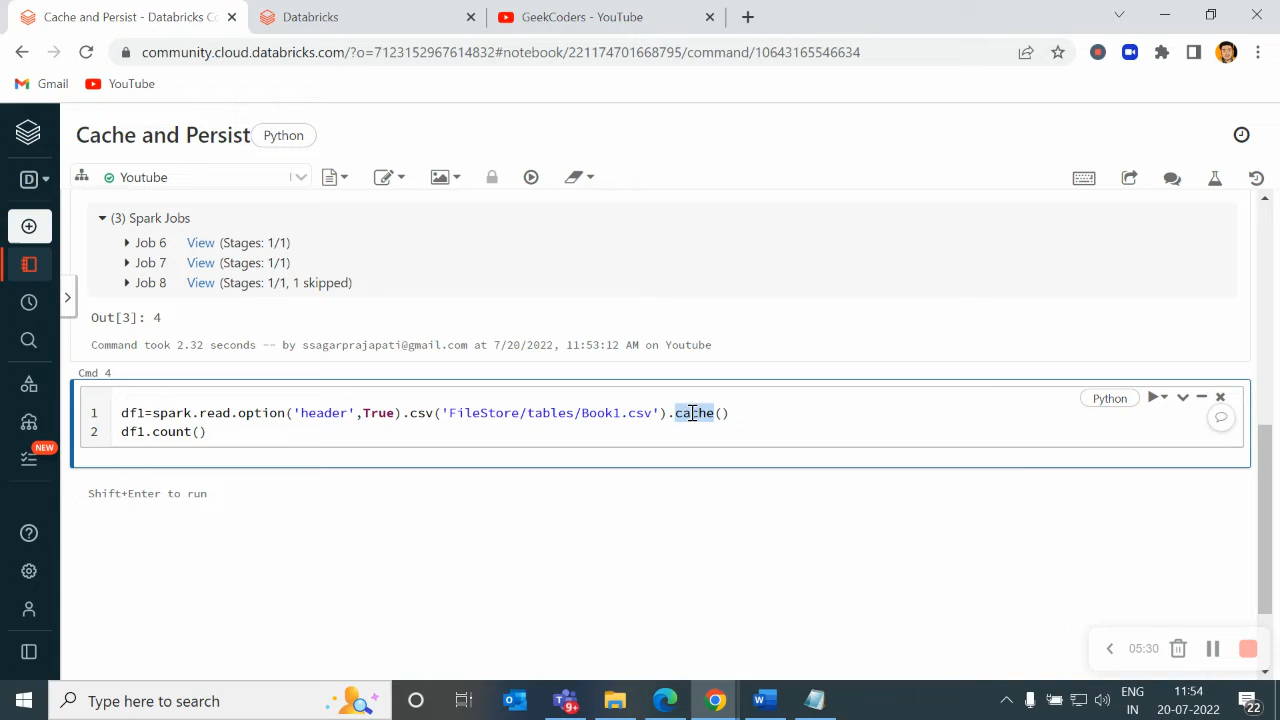 Cache and Persist - Databricks Co
Databricks
GeekCoders - YouTube
community.cloud.databricks.com/?o=7123152967614832#notebook/221174701668795/command/10643165546634
Gmail
YouTube
Cache and Persist
Python
D
Youtube
(3) Spark Jobs
Job 6 View (Stages: 1/1)
Job 7 View (Stages: 1/1)
Job 8 View (Stages: 1/1, 1 skipped)
Out[3]: 4
Command took 2.32 seconds -- by ssagarprajapati@gmail.com at 7/20/2022, 11:53:12 AM on Youtube
Cmd 4
Python
1 df1=spark.read.option('header',True).csv('FileStore/tables/Book1.csv').cache()
2 df1.count()
NEW
Shift+Enter to run
05:30
Type here to search
9+
ENG
IN
11:54
20-07-2022
22